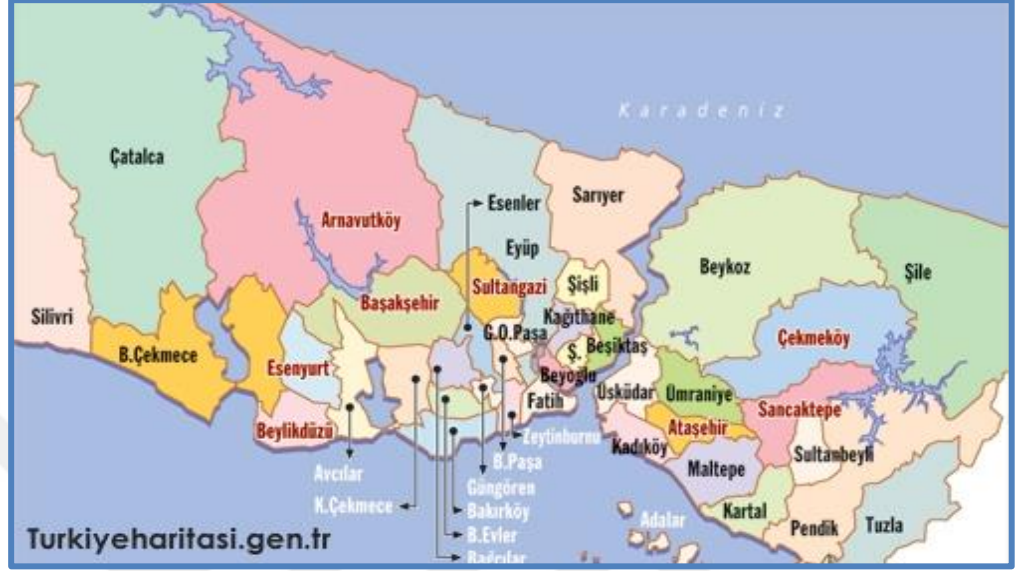 Karadeniz
Çatalca
Sarıyer
Esenler
Arnavutköy
Eyüp
Beykoz
Şile
Sultangazi
Şişli
Başakşehir
Silivri
Kağıthane
G.O.Paşa
Çekmeköy
B.Çekmece
Ş.
Beşiktaş
Esenyurt
Beyoğlu
Üsküdar
Ümraniye
Fatih
Sancaktepe
Beylikdüzü
Zeytinburnu
Ataşehir
Kadıköy
Sultanbeyli
B.Paşa
Maltepe
Avcılar
Güngören
K.Çekmece
Bakırköy
Kartal
Adalar
Pendik
Tuzla
B.Evler
Turkiyeharitasi.gen.tr
Bağcılar